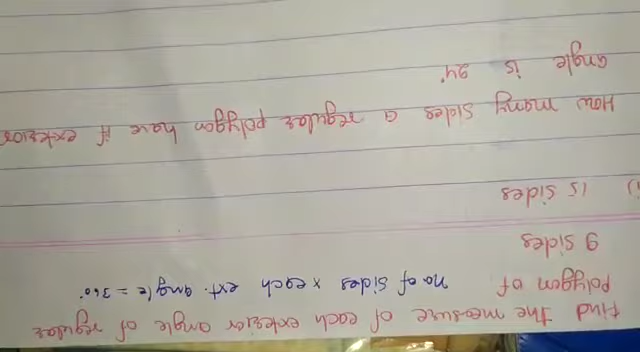 Find the measure of each exterior angle of regular
polygon of no of sides x each ext. angle = 360°
9 sides
i) 15 sides
How many sides a regular polygon have if exterior
angle is 24°